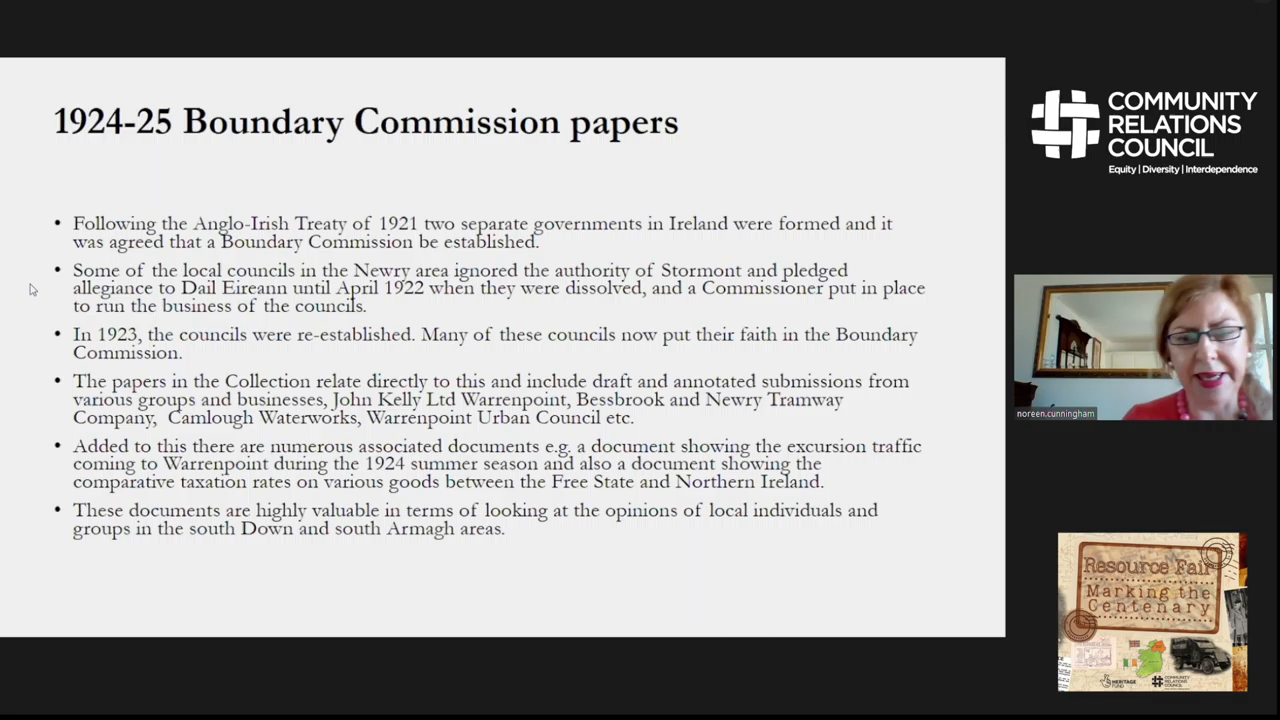 1924-25 Boundary Commission papers
• Following the Anglo-Irish Treaty of 1921 two separate governments in Ireland were formed and it
was agreed that a Boundary Commission be established.
• Some of the local councils in the Newry area ignored the authority of Stormont and pledged
allegiance to Dail Eireann until April 1922 when they were dissolved, and a Commissioner put in place
to run the business of the councils.
• In 1923, the councils were re-established. Many of these councils now put their faith in the Boundary
Commission.
• The papers in the Collection relate directly to this and include draft and annotated submissions from
various groups and businesses, John Kelly Ltd Warrenpoint, Bessbrook and Newry Tramway
Company, Camlough Waterworks, Warrenpoint Urban Council etc.
• Added to this there are numerous associated documents e.g. a document showing the excursion traffic
coming to Warrenpoint during the 1924 summer season and also a document showing the
comparative taxation rates on various goods between the Free State and Northern Ireland.
• These documents are highly valuable in terms of looking at the opinions of local individuals and
groups in the south Down and south Armagh areas.
COMMUNITY
RELATIONS
COUNCIL
Equity | Diversity | Interdependence
noreen.cunningham
Resource Fair
Marking the
Centenary
HERITAGE
FUND
COMMUNITY
RELATIONS
COUNCIL